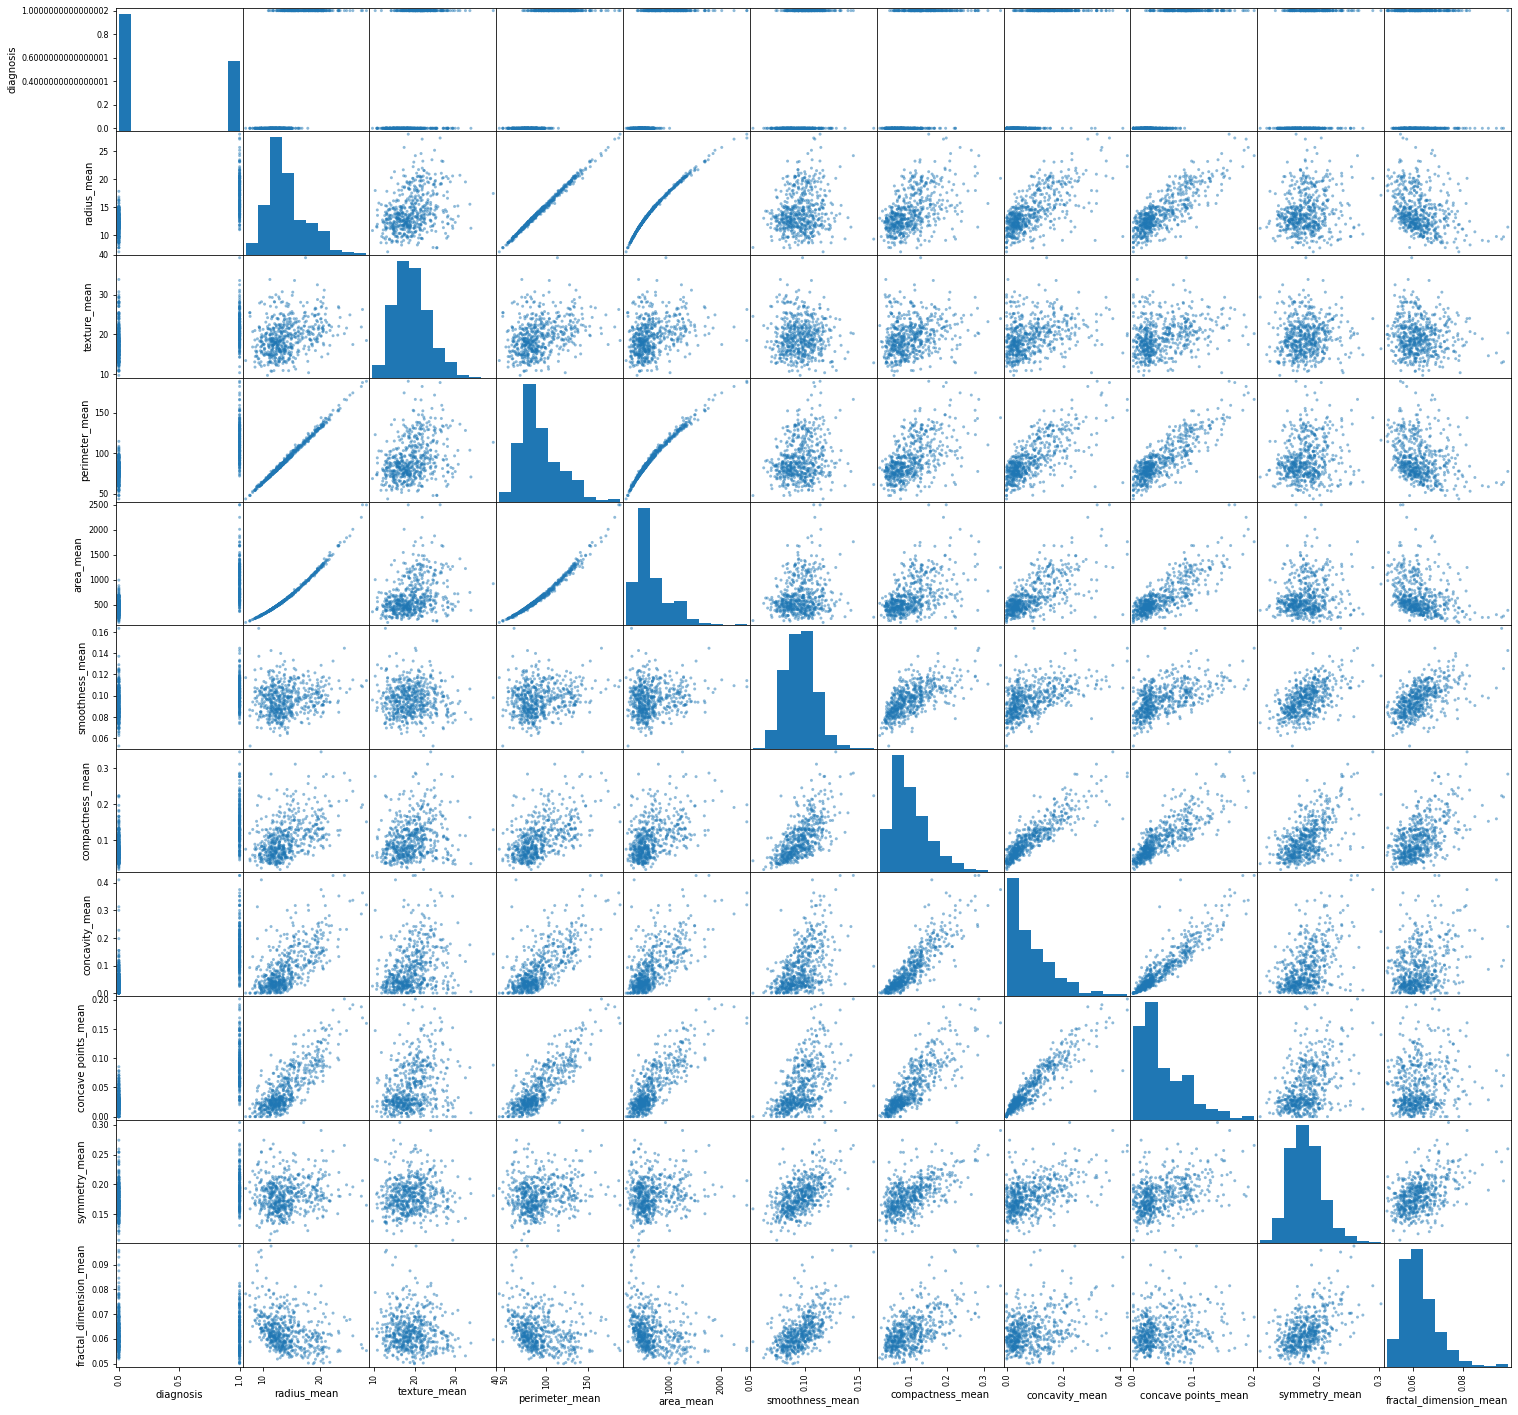 1.0000000000000002
0.8
0.6000000000000001
0.4000000000000001
0.2
0.0
diagnosis
25
20
15
10
radius_mean
40
30
20
10
texture_mean
150
100
50
perimeter_mean
2500
2000
1500
1000
500
area_mean
0.16
0.14
0.12
0.10
0.08
0.06
smoothness_mean
0.3
0.2
0.1
compactness_mean
0.4
0.3
0.2
0.1
0.0
concavity_mean
0.20
0.15
0.10
0.05
0.00
concave points_mean
0.30
0.25
0.20
0.15
symmetry_mean
0.09
0.08
0.07
0.06
0.05
fractal_dimension_mean
0.0 0.5 1.0
diagnosis
10 20
radius_mean
10 20 30 40
texture_mean
50 100 150
perimeter_mean
1000 2000
area_mean
0.05 0.10 0.15
smoothness_mean
0.1 0.2 0.3
compactness_mean
0.0 0.2 0.4
concavity_mean
0.0 0.1 0.2
concave points_mean
0.2 0.3
symmetry_mean
0.06 0.08
fractal_dimension_mean